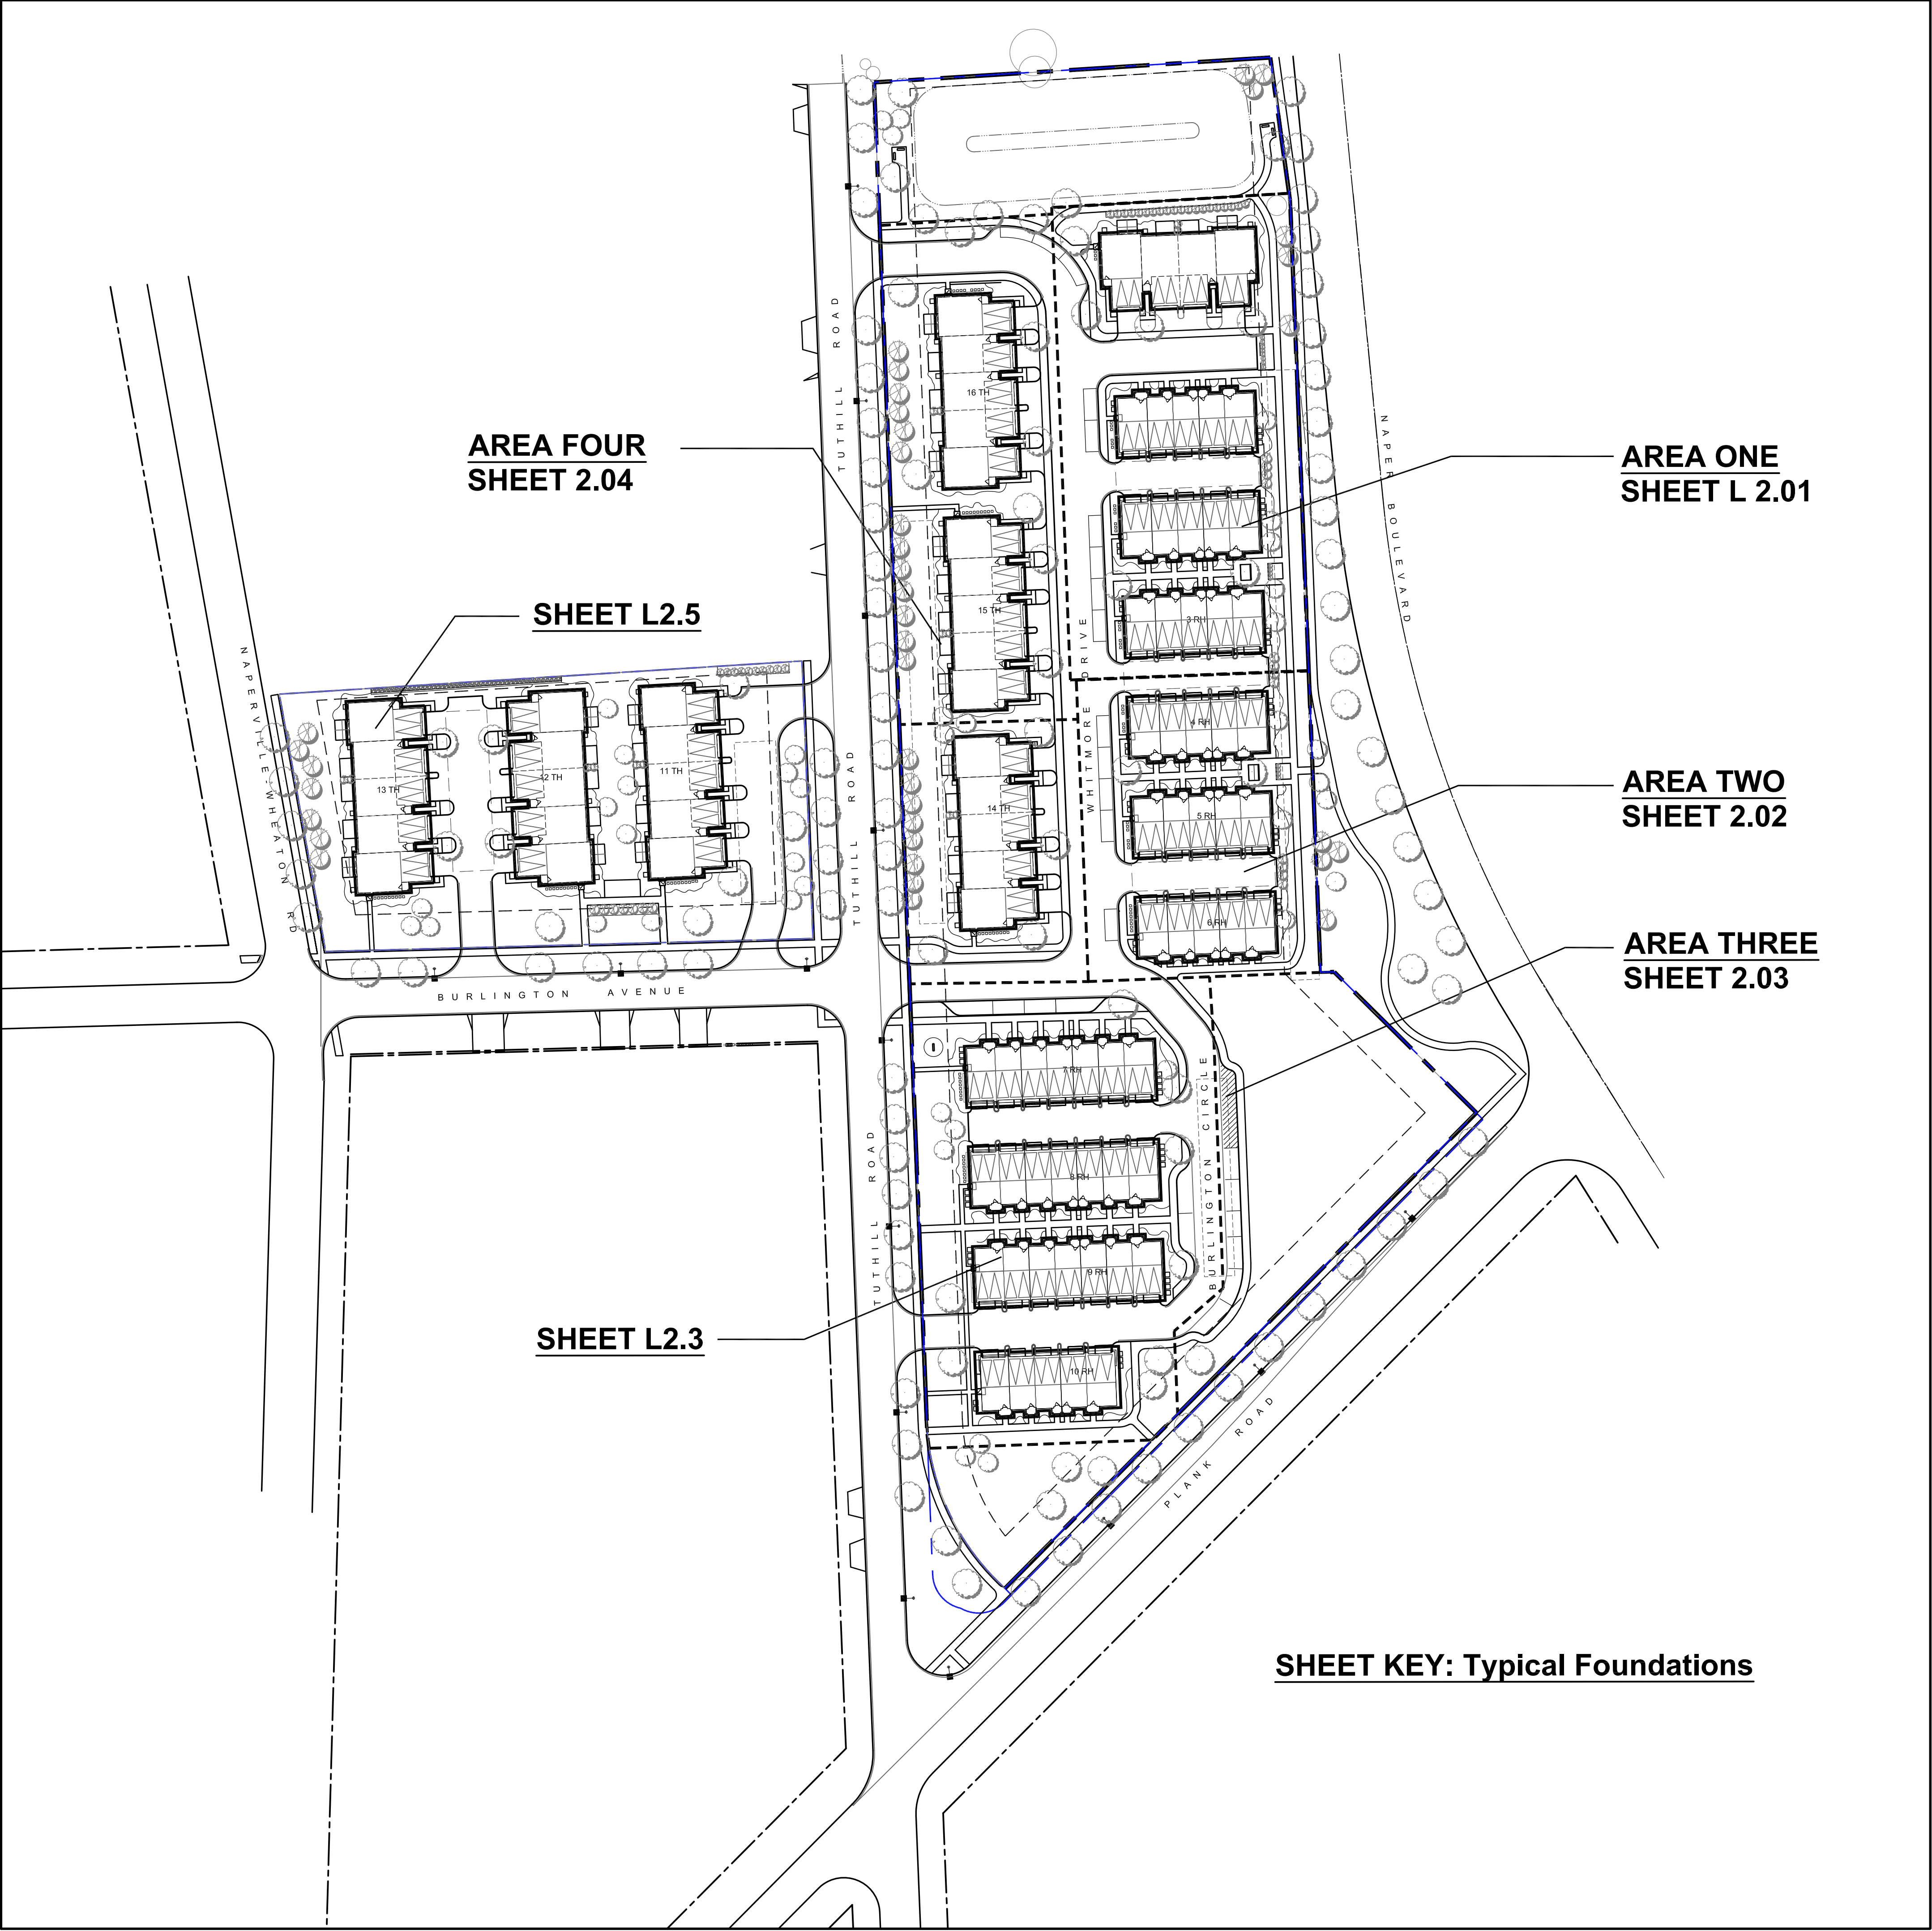 TUTHILL ROAD
16 TH
NAPER BOULEVARD
AREA FOUR
SHEET 2.04
AREA ONE
SHEET L 2.01
SHEET L2.5
15 TH
3 RH
WHITMORE DRIVE
NAPERVILLE WHEATON RD
13 TH
12 TH
11 TH
TUTHILL ROAD
14 TH
4 RH
5 RH
AREA TWO
SHEET 2.02
6 RH
AREA THREE
SHEET 2.03
BURLINGTON AVENUE
7 RH
BURLINGTON CIRCLE
TUTHILL ROAD
8 RH
9 RH
SHEET L2.3
10 RH
PLANK ROAD
SHEET KEY: Typical Foundations